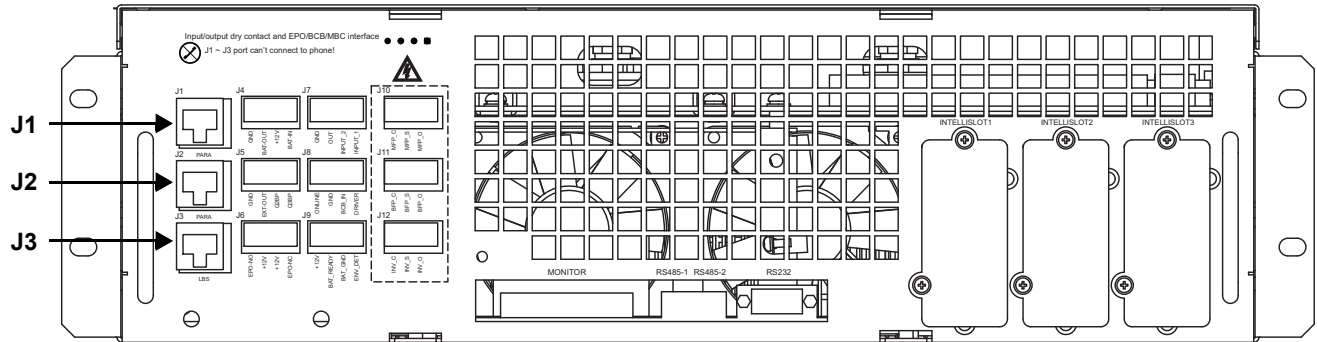 Input/output dry contact and EPO/BCB/MBC interface
J1 ~ J3 port can't connect to phone!
J1
J4
J7
J10
J1
PARA
GND
BAT-OUT
+12V
BAT-IN
GND
OUT
INPUT_2
INPUT_1
MFP_C
MFP_S
MFP_O
INTELLISLOT1
INTELLISLOT2
INTELLISLOT3
J2
J5
J8
J11
J2
PARA
GND
EXT-OUT
Q3BP
Q3BP
ONLINE
GND
BCB_IN
DRIVER
BFP_C
BFP_S
BFP_O
J3
J6
J9
J12
J3
LBS
EPO-NO
+12V
+12V
EPO-NC
+12V
BAT_READY
BAT_GND
ENV_DET
INV_C
INV_S
INV_O
MONITOR
RS485-1
RS485-2
RS232